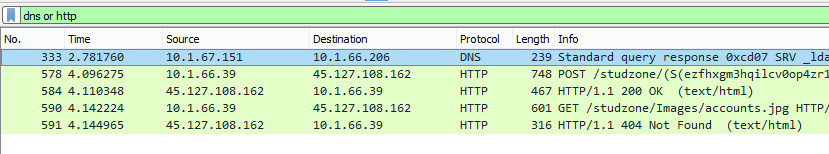 dns or http
No. Time Source Destination Protocol Length Info
333 2.781760 10.1.67.151 10.1.66.206 DNS 239 Standard query response 0xcd07 SRV _lda
578 4.096275 10.1.66.39 45.127.108.162 HTTP 748 POST /studzone/(S(ezfhxgm3hqilcv0op4zr1
584 4.110348 45.127.108.162 10.1.66.39 HTTP 467 HTTP/1.1 200 OK (text/html)
590 4.142224 10.1.66.39 45.127.108.162 HTTP 601 GET /studzone/Images/accounts.jpg HTTP/
591 4.144965 45.127.108.162 10.1.66.39 HTTP 316 HTTP/1.1 404 Not Found (text/html)